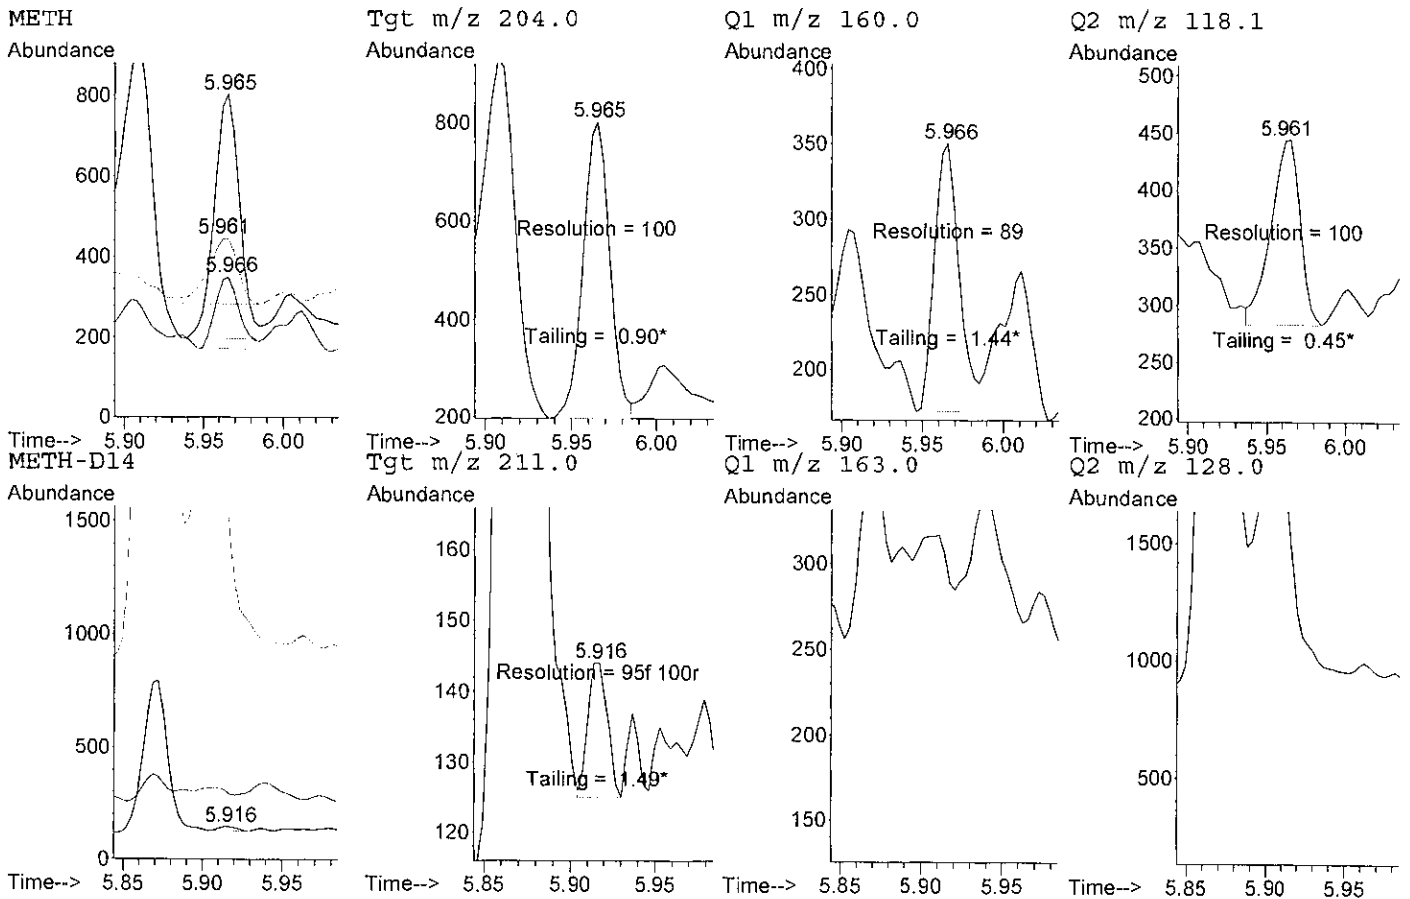 METH
Tgt m/z 204.0
Q1 m/z 160.0
Q2 m/z 118.1
Abundance
Abundance
Abundance
Abundance
800
600
400
200
0
5.965
5.961
5.966
5.90 5.95 6.00
Time-->
800
600
400
200
5.965
Resolution = 100
Tailing = 0.90*
5.90 5.95 6.00
Time-->
400
350
300
250
200
5.966
Resolution = 89
Tailing = 1.44*
5.90 5.95 6.00
Time-->
500
450
400
350
300
250
200
5.961
Resolution = 100
Tailing = 0.45*
5.90 5.95 6.00
Time-->
METH-D14
Tgt m/z 211.0
Q1 m/z 163.0
Q2 m/z 128.0
Abundance
Abundance
Abundance
Abundance
1500
1000
500
0
5.916
5.85 5.90 5.95
Time-->
160
150
140
130
120
5.916
Resolution = 95f 100r
Tailing = 1.49*
5.85 5.90 5.95
Time-->
300
250
200
150
5.85 5.90 5.95
Time-->
1500
1000
500
5.85 5.90 5.95
Time-->